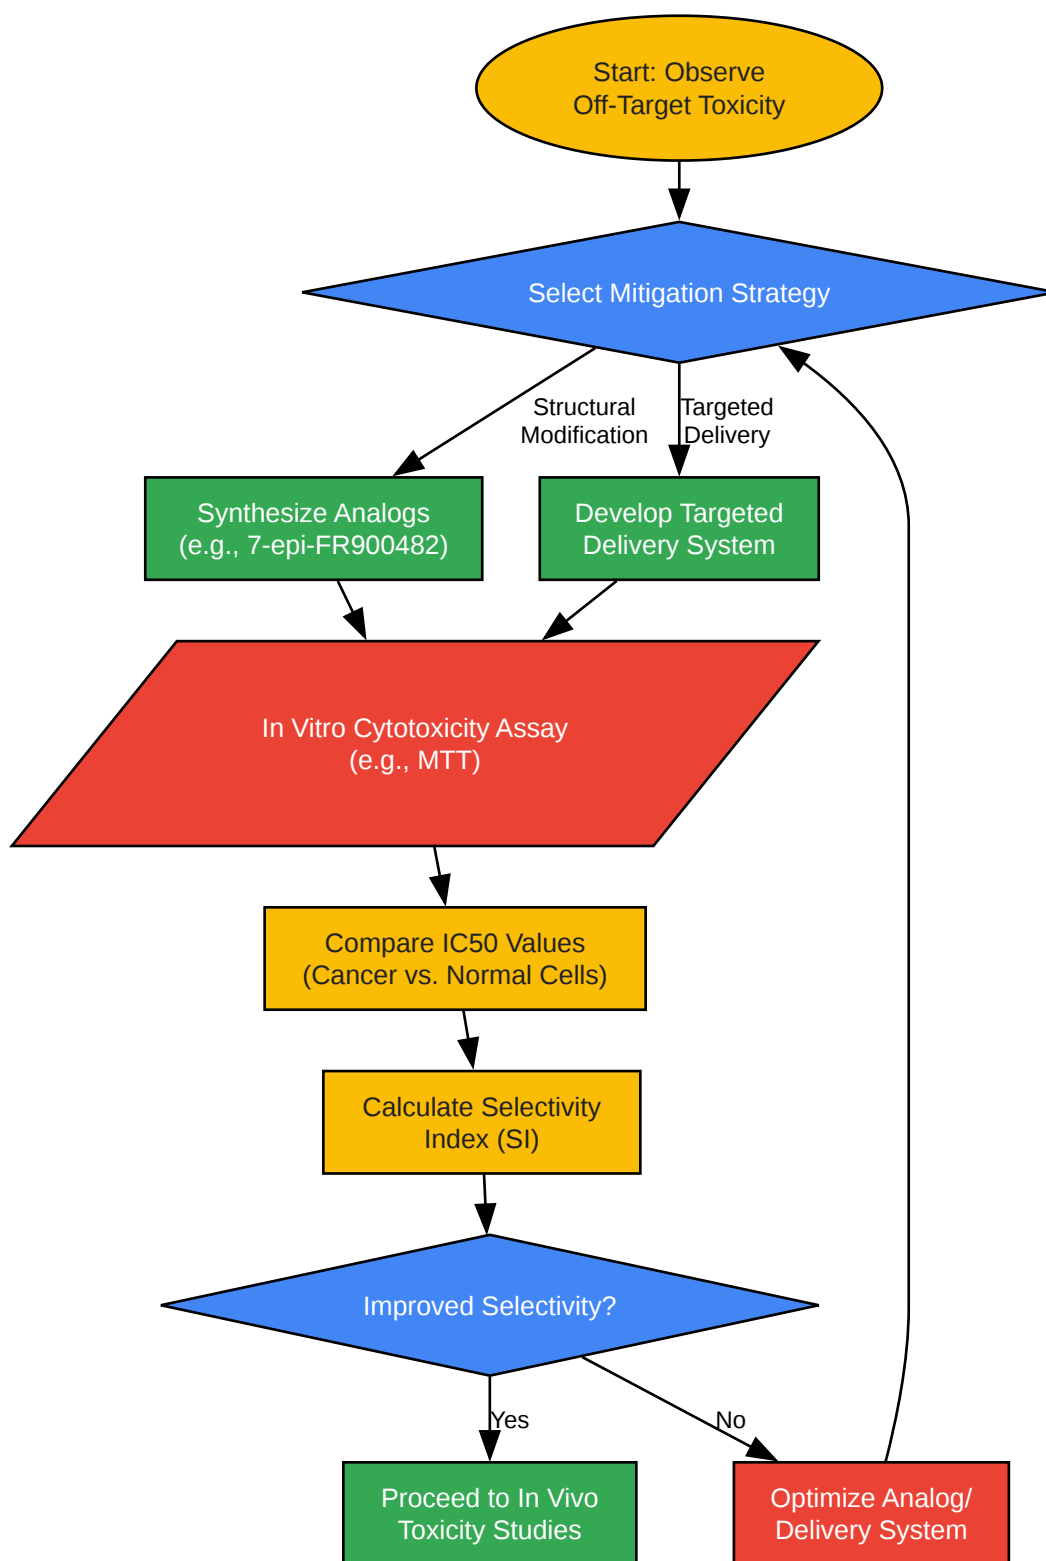 Start: Observe
Off-Target Toxicity
Select Mitigation Strategy
Structural
Modification
Targeted
Delivery
Synthesize Analogs
(e.g., 7-epi-FR900482)
Develop Targeted
Delivery System
In Vitro Cytotoxicity Assay
(e.g., MTT)
Compare IC50 Values
(Cancer vs. Normal Cells)
Calculate Selectivity
Index (SI)
Improved Selectivity?
Yes
No
Proceed to In Vivo
Toxicity Studies
Optimize Analog/
Delivery System